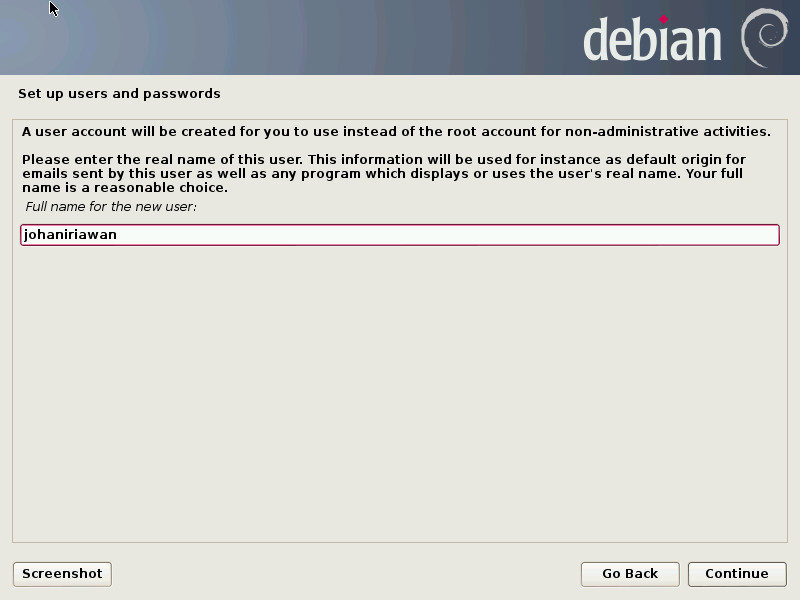 debian
Set up users and passwords
A user account will be created for you to use instead of the root account for non-administrative activities.
Please enter the real name of this user. This information will be used for instance as default origin for
emails sent by this user as well as any program which displays or uses the user's real name. Your full
name is a reasonable choice.
Full name for the new user:
johaniriawan
Screenshot
Go Back
Continue